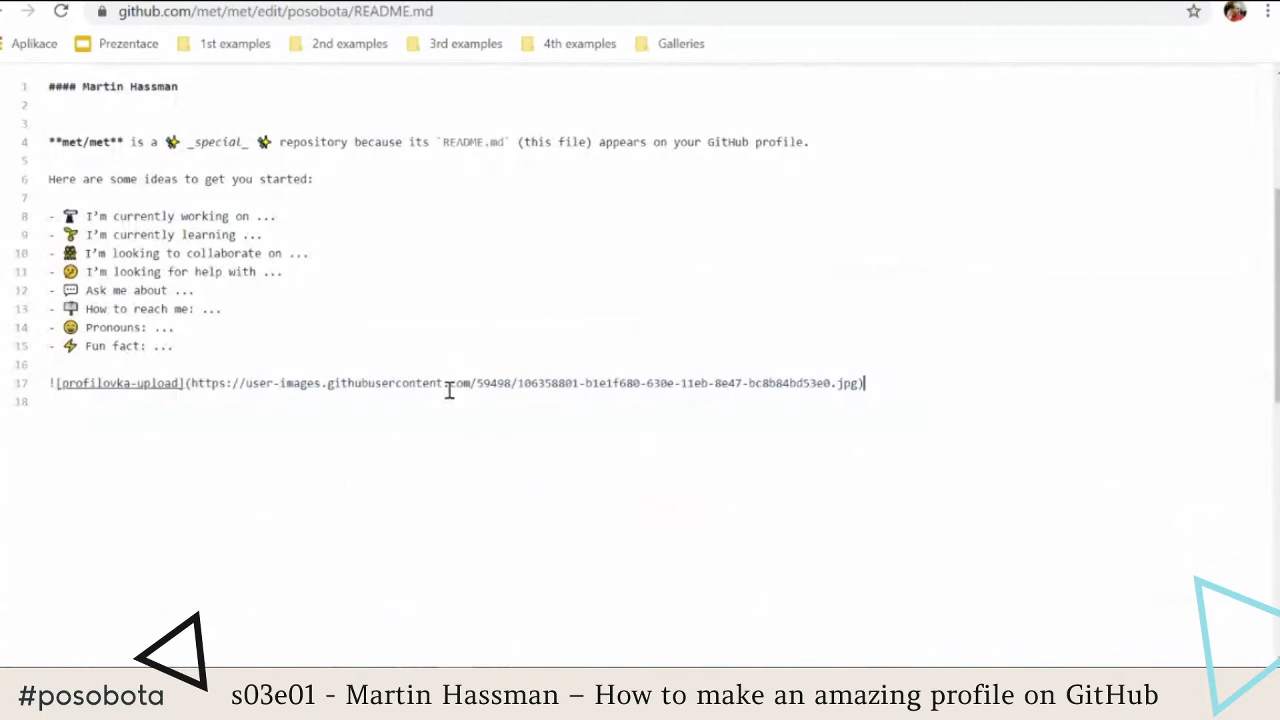 github.com/met/met/edit/posobota/README.md
Aplikace Prezentace 1st examples 2nd examples 3rd examples 4th examples Galleries
1 #### Martin Hassman
2
3
4 **met/met** is a ✨ _special_ ✨ repository because its `README.md` (this file) appears on your GitHub profile.
5
6 Here are some ideas to get you started:
7
8 - 🔭 I'm currently working on ...
9 - 🌱 I'm currently learning ...
10 - 👯 I'm looking to collaborate on ...
11 - 🤔 I'm looking for help with ...
12 - 💬 Ask me about ...
13 - 📫 How to reach me: ...
14 - 😄 Pronouns: ...
15 - ⚡ Fun fact: ...
16
17 ![profilovka-upload](https://user-images.githubusercontent.com/59498/106358801-b1e1f680-630e-11eb-8e47-bc8b84bd53e0.jpg)
18
#posobota s03e01 - Martin Hassman – How to make an amazing profile on GitHub